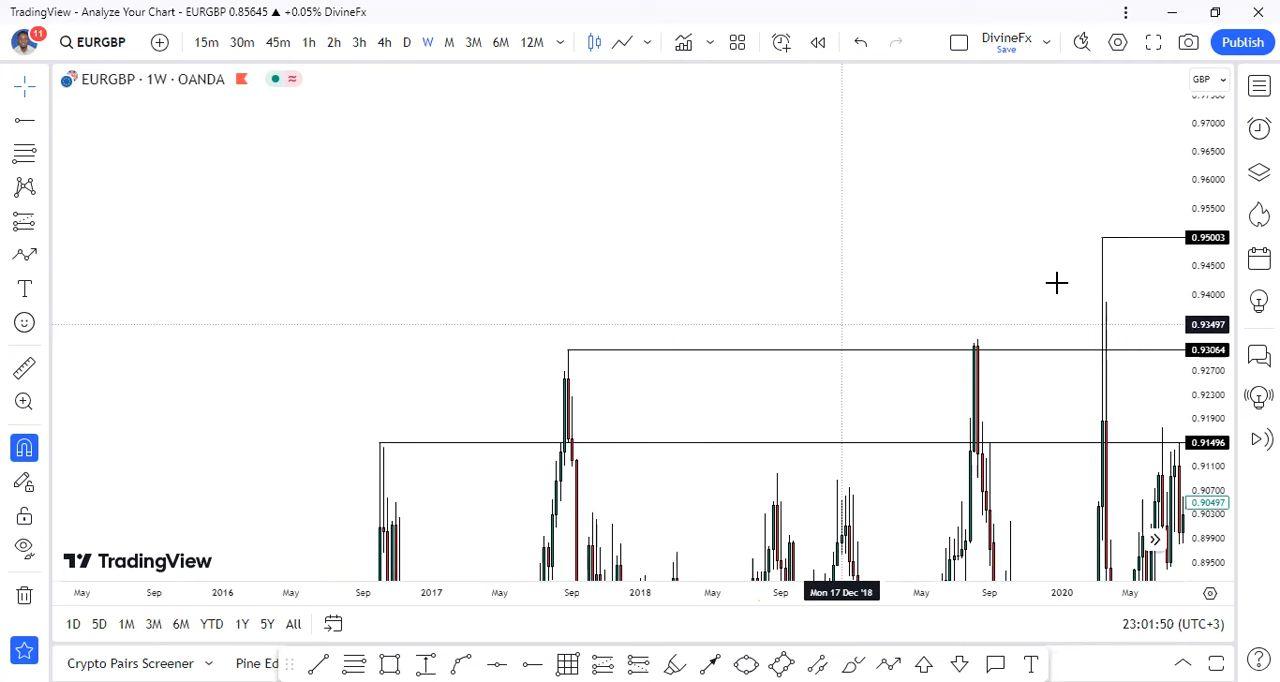 TradingView - Analyze Your Chart - EURGBP 0.85645 ▲ +0.05% DivineFx
11
EURGBP
15m 30m 45m 1h 2h 3h 4h D W M 3M 6M 12M
DivineFx
Save
Publish
EURGBP · 1W · OANDA
GBP
0.97500
0.97000
0.96500
0.96000
0.95500
0.95003
0.94500
0.94000
0.93497
0.93064
0.92700
0.92300
0.91900
0.91496
0.91100
0.90700
0.90497
0.90300
0.89900
0.89500
TradingView
May Sep 2016 May Sep 2017 May Sep 2018 May Sep Mon 17 Dec '18 May Sep 2020 May
1D 5D 1M 3M 6M YTD 1Y 5Y All
23:01:50 (UTC+3)
Crypto Pairs Screener Pine Ed